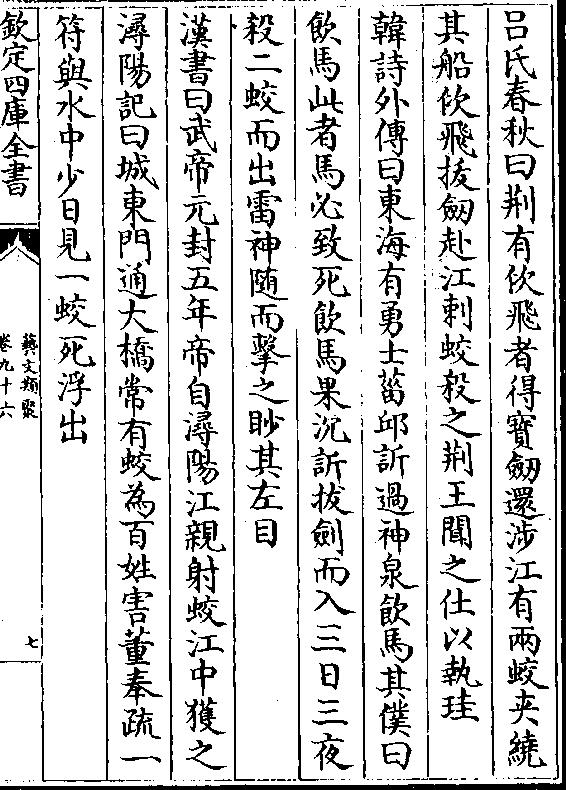 呂氏春秋曰荆有佽飛者得寳劒還涉江有兩蛟夾繞
其船佽飛拔劒赴江刺蛟殺之荆王聞之仕以執珪
韓詩外傳曰東海有勇士菑邱訢過神泉飲馬其僕曰
飲馬此者馬必致死飲馬果沉訢拔劍而入三日三夜
殺二蛟而出雷神随而擊之眇其左目
漢書曰武帝元封五年帝自潯陽江親射蛟江中獲之
潯陽記曰城東門通大橋常有蛟為百姓害董奉疏一
符與水中少日見一蛟死浮出
欽定四庫全書
藝文類聚
卷九十六
七